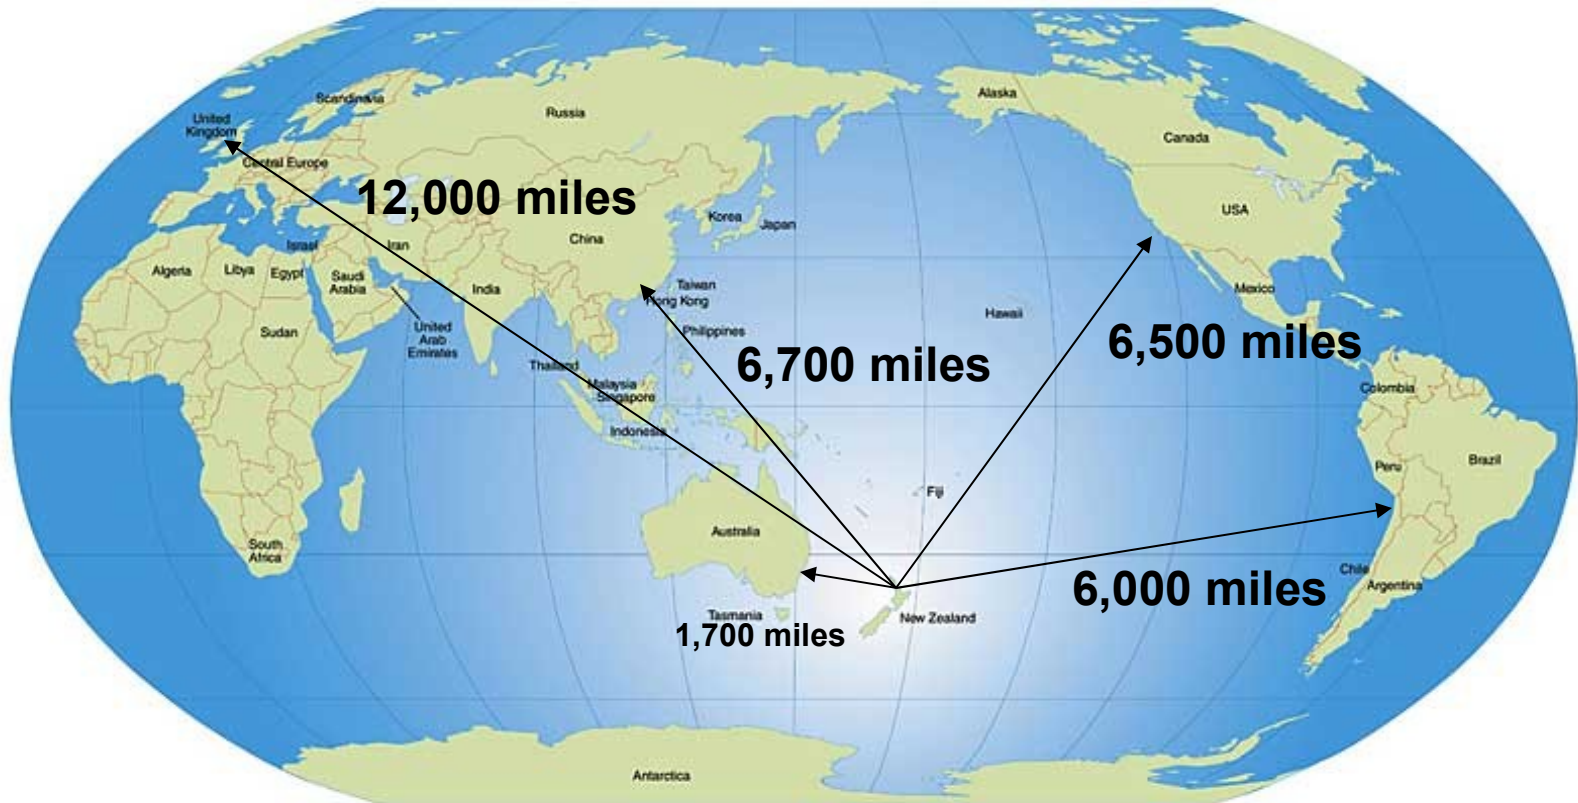 Alaska
Scandinavia
Russia
United
Kingdom
Canada
Central Europe
12,000 miles
USA
Korea
Japan
China
Israel
Iran
Algeria
Libya
Egypt
Saudi
Arabia
India
Taiwan
Hong Kong
Mexico
Hawaii
Sudan
United
Arab
Emirates
Philippines
6,500 miles
6,700 miles
Thailand
Malaysia
Singapore
Colombia
Indonesia
Peru
Brazil
Fiji
Australia
South
Africa
Chile
Argentina
6,000 miles
Tasmania
New Zealand
1,700 miles
Antarctica